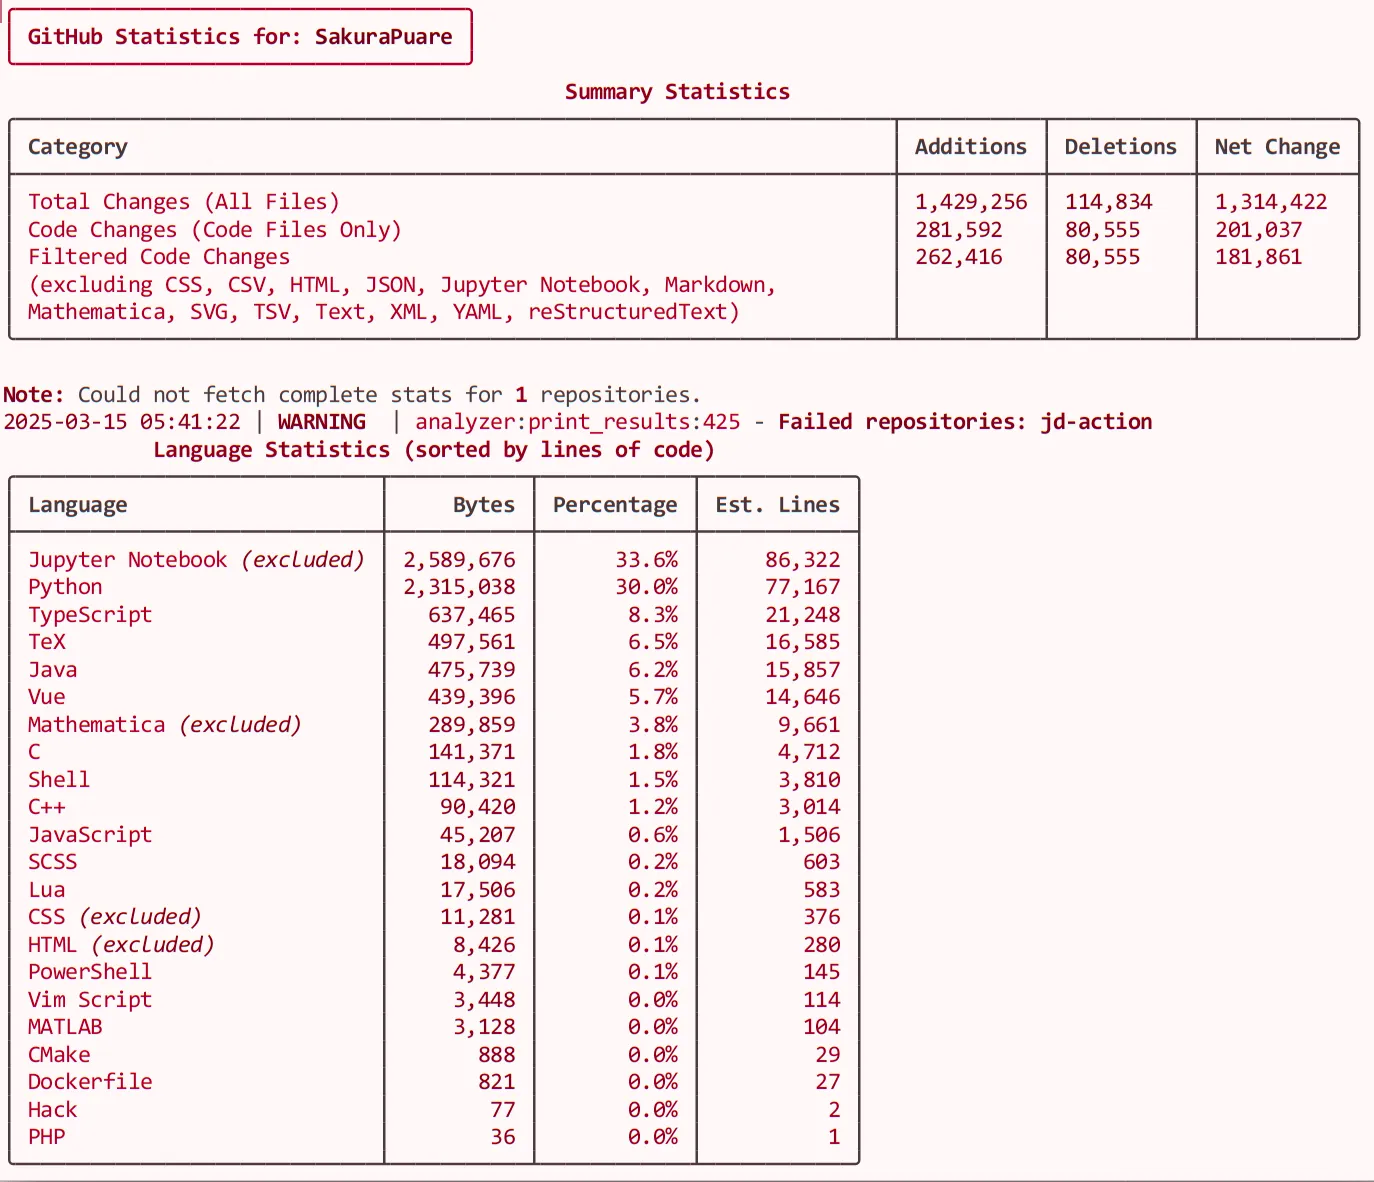 GitHub Statistics for: SakuraPuare
Summary Statistics
Category Additions Deletions Net Change
Total Changes (All Files) 1,429,256 114,834 1,314,422
Code Changes (Code Files Only) 281,592 80,555 201,037
Filtered Code Changes 262,416 80,555 181,861
(excluding CSS, CSV, HTML, JSON, Jupyter Notebook, Markdown,
Mathematica, SVG, TSV, Text, XML, YAML, reStructuredText)
Note: Could not fetch complete stats for 1 repositories.
2025-03-15 05:41:22 | WARNING | analyzer:print_results:425 - Failed repositories: jd-action
Language Statistics (sorted by lines of code)
Language Bytes Percentage Est. Lines
Jupyter Notebook (excluded) 2,589,676 33.6% 86,322
Python 2,315,038 30.0% 77,167
TypeScript 637,465 8.3% 21,248
TeX 497,561 6.5% 16,585
Java 475,739 6.2% 15,857
Vue 439,396 5.7% 14,646
Mathematica (excluded) 289,859 3.8% 9,661
C 141,371 1.8% 4,712
Shell 114,321 1.5% 3,810
C++ 90,420 1.2% 3,014
JavaScript 45,207 0.6% 1,506
SCSS 18,094 0.2% 603
Lua 17,506 0.2% 583
CSS (excluded) 11,281 0.1% 376
HTML (excluded) 8,426 0.1% 280
PowerShell 4,377 0.1% 145
Vim Script 3,448 0.0% 114
MATLAB 3,128 0.0% 104
CMake 888 0.0% 29
Dockerfile 821 0.0% 27
Hack 77 0.0% 2
PHP 36 0.0% 1